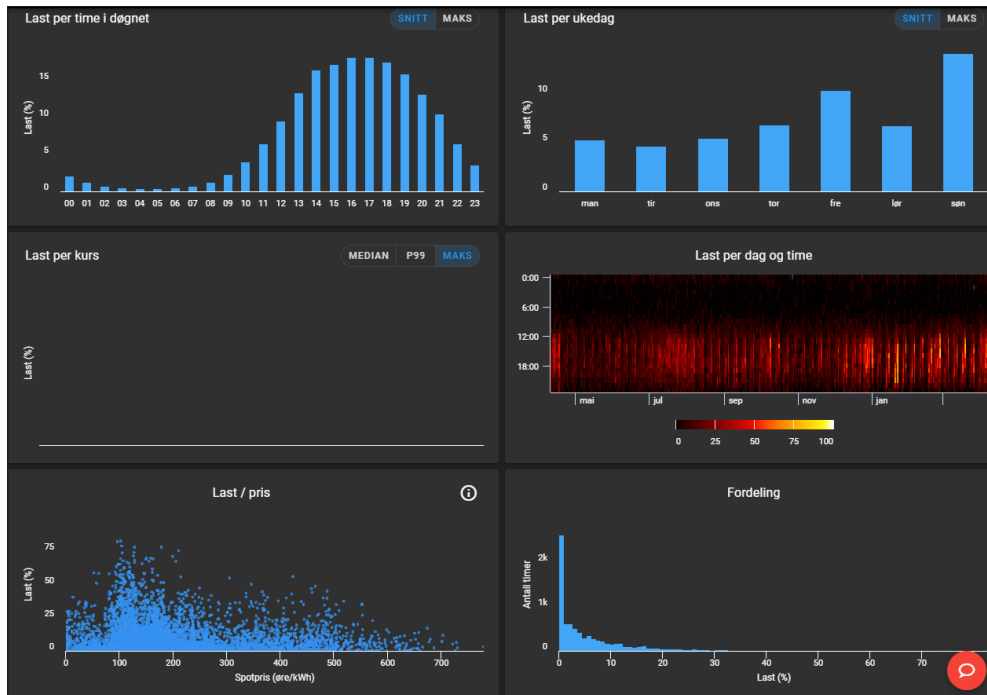 Last per time i døgnet
SNITT MAKS
Last (%)
15
10
5
0
00 01 02 03 04 05 06 07 08 09 10 11 12 13 14 15 16 17 18 19 20 21 22 23
Last per ukedag
SNITT MAKS
Last (%)
10
5
0
man tir ons tor fre lør søn
Last per kurs
MEDIAN P99 MAKS
Last (%)
Last per dag og time
0:00
6:00
12:00
18:00
mai jul sep nov jan
0 25 50 75 100
Last / pris
Last (%)
75
50
25
0
0 100 200 300 400 500 600 700
Spotpris (øre/kWh)
Fordeling
Antall timer
2k
1k
0
0 10 20 30 40 50 60 70
Last (%)